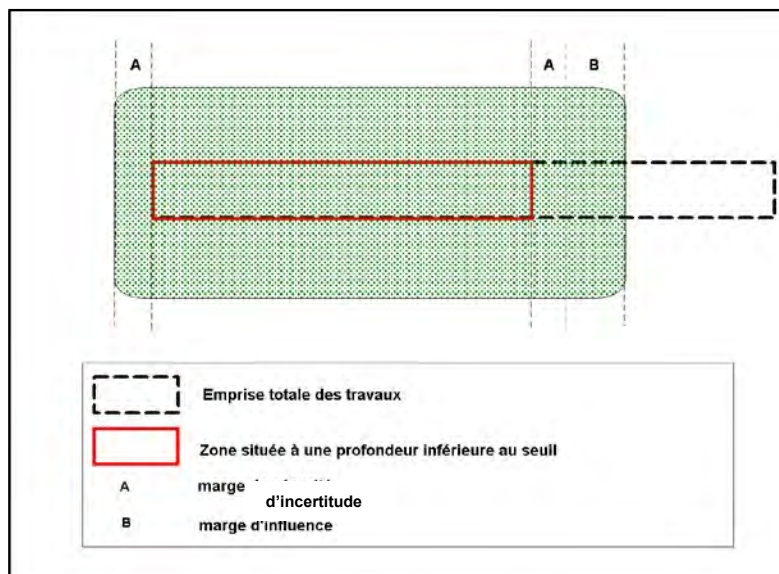 A A B
Emprise totale des travaux
Zone située à une profondeur inférieure au seuil
A marge
d'incertitude
B marge d'influence